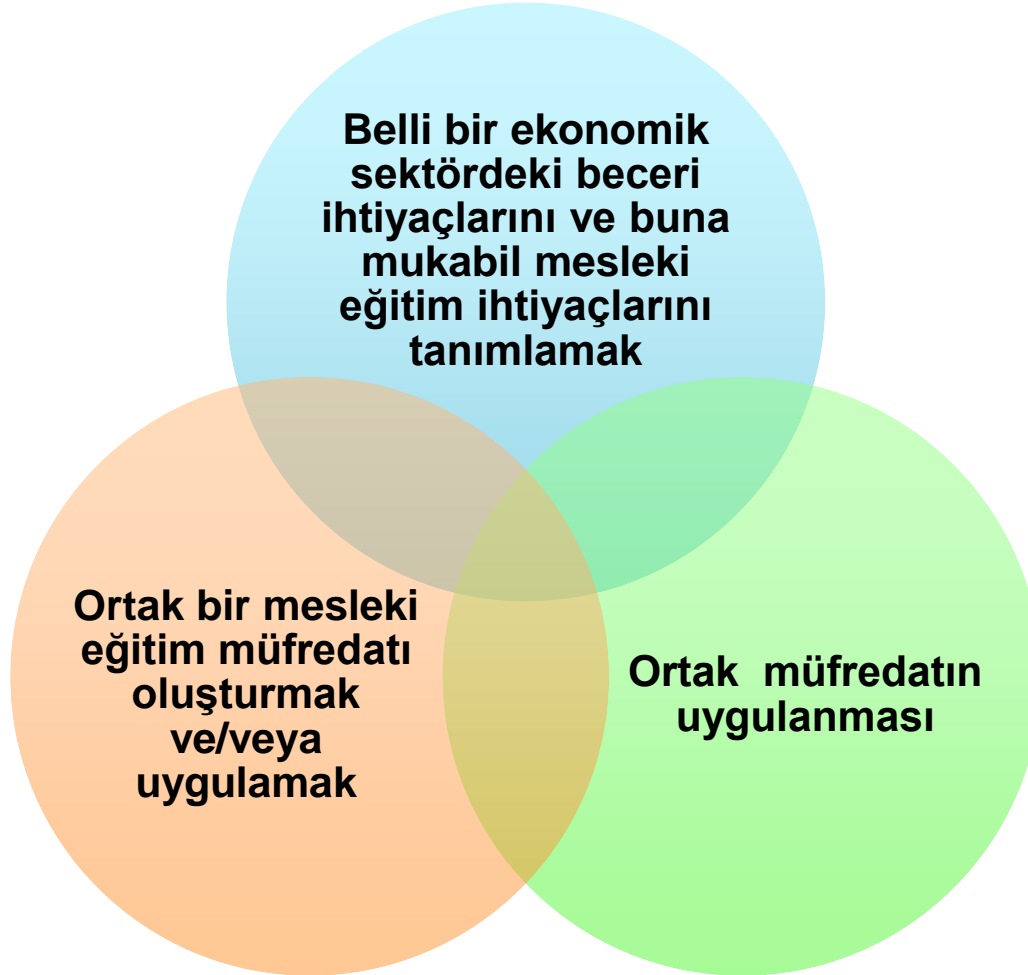 Belli bir ekonomik
sektördeki beceri
ihtiyaçlarını ve buna
mukabil mesleki
eğitim ihtiyaçlarını
tanımlamak
Ortak bir mesleki
eğitim müfredatı
oluşturmak
ve/veya
uygulamak
Ortak  müfredatın
uygulanması